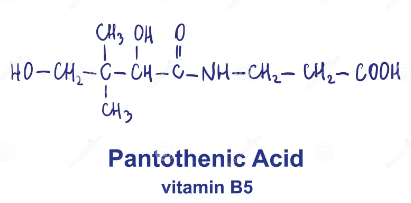 CH₃ OH O
HO–CH₂–C–CH–C–NH–CH₂–CH₂–COOH
CH₃
Pantothenic Acid
vitamin B5